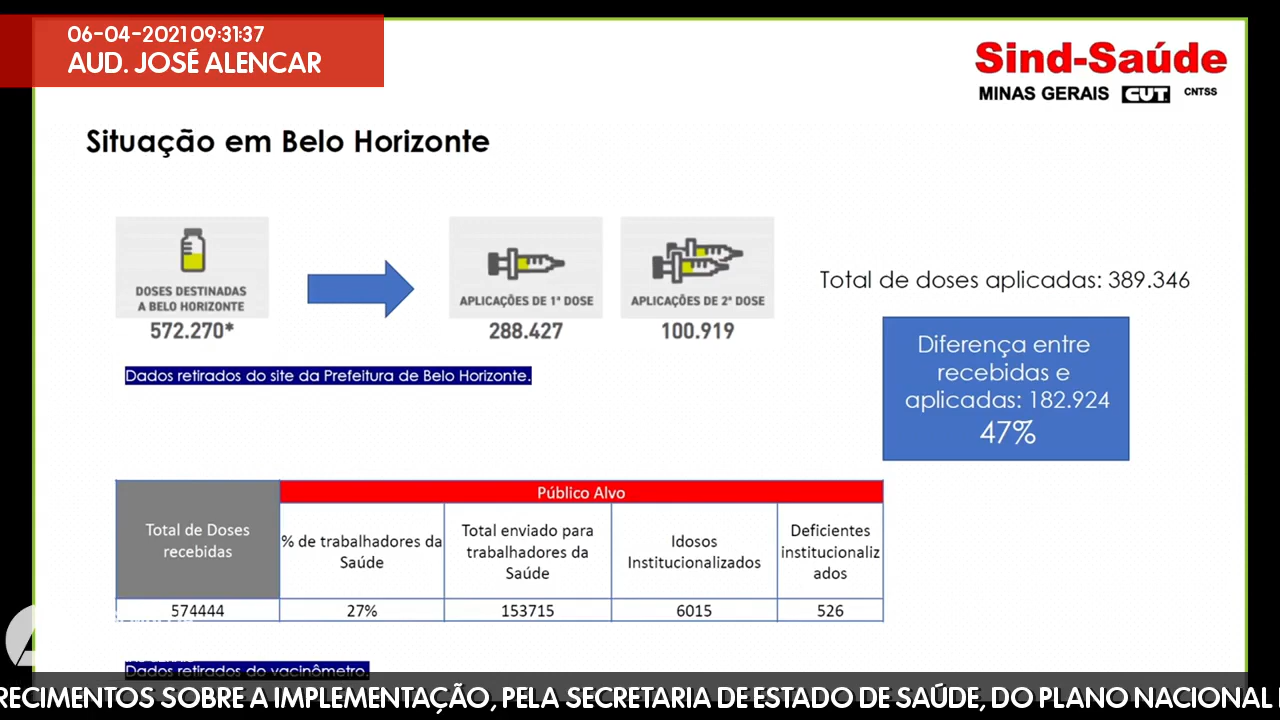 06-04-2021 09:31:37
AUD. JOSÉ ALENCAR
Sind-Saúde
MINAS GERAIS CUT CNTSS
Situação em Belo Horizonte
DOSES DESTINADAS
A BELO HORIZONTE
572.270*
APLICAÇÕES DE 1ª DOSE
288.427
APLICAÇÕES DE 2ª DOSE
100.919
Total de doses aplicadas: 389.346
Diferença entre
recebidas e
aplicadas: 182.924
47%
Dados retirados do site da Prefeitura de Belo Horizonte.
Público Alvo
Total de Doses
recebidas
% de trabalhadores da
Saúde
Total enviado para
trabalhadores da
Saúde
Idosos
Institucionalizados
Deficientes
institucionaliz
ados
574444
27%
153715
6015
526
Dados retirados do vacinômetro.
RECIMENTOS SOBRE A IMPLEMENTAÇÃO, PELA SECRETARIA DE ESTADO DE SAÚDE, DO PLANO NACIONAL